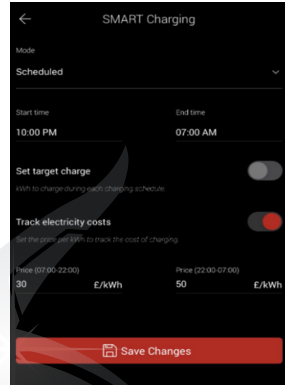 SMART Charging
Mode
Scheduled
Start time End time
10:00 PM 07:00 AM
Set target charge
kWh to charge during each charging schedule.
Track electricity costs
Set the price per kWh to track the cost of charging.
Price (07:00-22:00) Price (22:00-07:00)
30 £/kWh 50 £/kWh
Save Changes